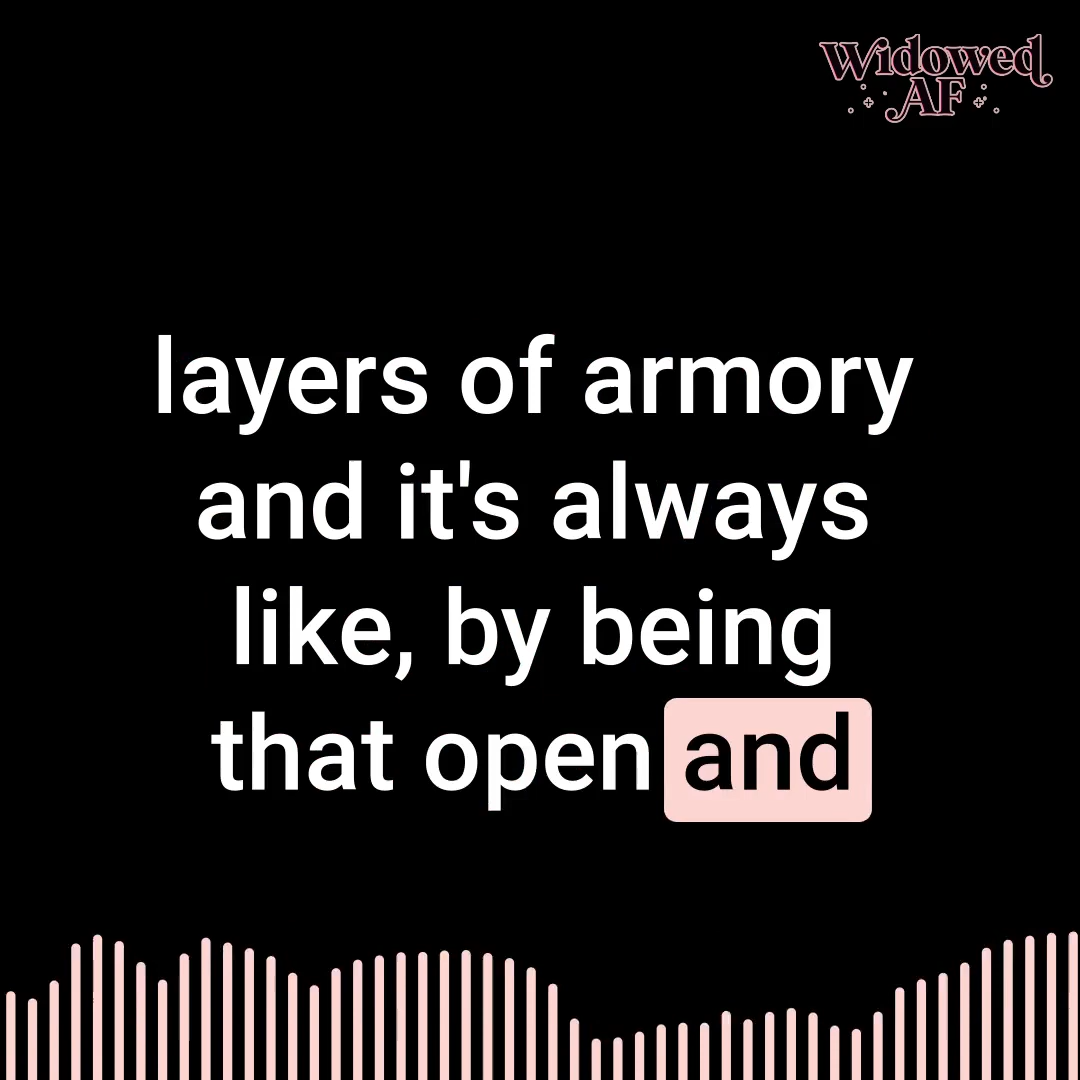 Widowed
AF
layers of armory
and it's always
like, by being
that open and